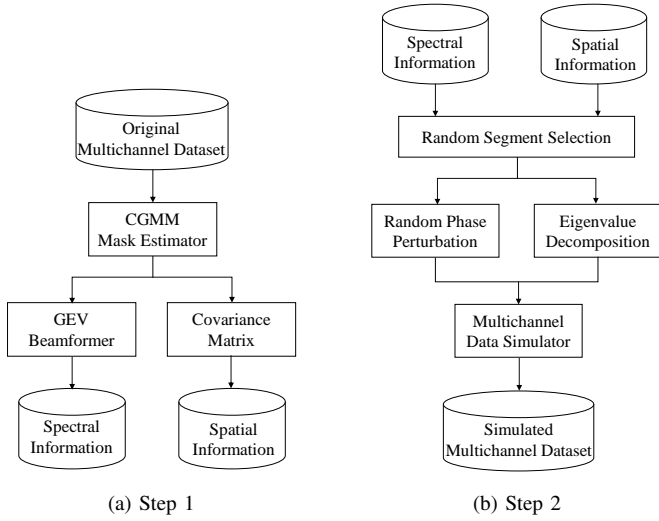 Original
Multichannel Dataset
CGMM
Mask Estimator
GEV
Beamformer
Covariance
Matrix
Spectral
Information
Spatial
Information
(a) Step 1
Spectral
Information
Spatial
Information
Random Segment Selection
Random Phase
Perturbation
Eigenvalue
Decomposition
Multichannel
Data Simulator
Simulated
Multichannel Dataset
(b) Step 2